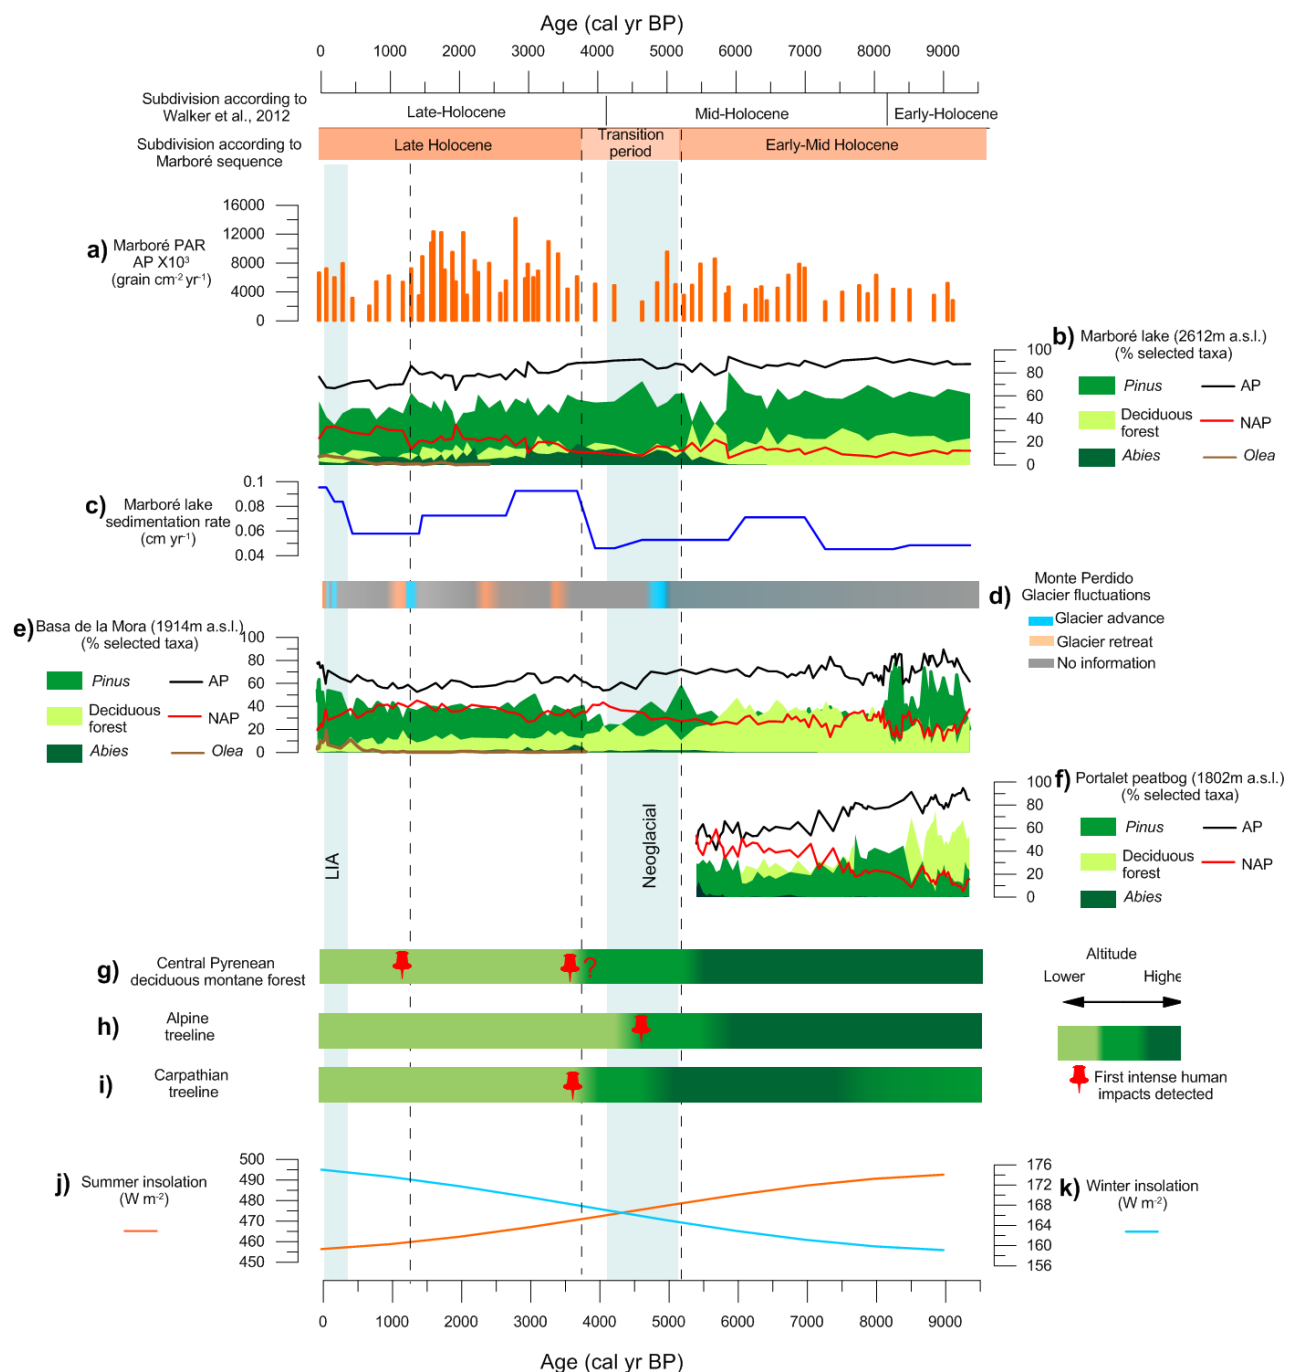 Age (cal yr BP)
0 1000 2000 3000 4000 5000 6000 7000 8000 9000
Subdivision according to
Walker et al., 2012
Late-Holocene Mid-Holocene Early-Holocene
Subdivision according to
Marboré sequence
Late Holocene
Transition
period
Early-Mid Holocene
a) Marboré PAR
AP X10³
(grain cm⁻² yr⁻¹)
16000
12000
8000
4000
0
b) Marboré lake (2612m a.s.l.)
(% selected taxa)
100
80
60
40
20
0
Pinus AP
Deciduous
forest
NAP
Abies Olea
c) Marboré lake
sedimentation rate
(cm yr⁻¹)
0.1
0.08
0.06
0.04
d) Monte Perdido
Glacier fluctuations
Glacier advance
Glacier retreat
No information
e) Basa de la Mora (1914m a.s.l.)
(% selected taxa)
100
80
60
40
20
0
Pinus AP
Deciduous
forest
NAP
Abies Olea
f) Portalet peatbog (1802m a.s.l.)
(% selected taxa)
100
80
60
40
20
0
Pinus AP
Deciduous
forest
NAP
Abies
LIA
Neoglacial
g) Central Pyrenean
deciduous montane forest
?
h) Alpine
treeline
i) Carpathian
treeline
Altitude
Lower Highe
First intense human
impacts detected
j) Summer insolation
(W m⁻²)
500
490
480
470
460
450
k) Winter insolation
(W m⁻²)
176
172
168
164
160
156
0 1000 2000 3000 4000 5000 6000 7000 8000 9000
Age (cal yr BP)